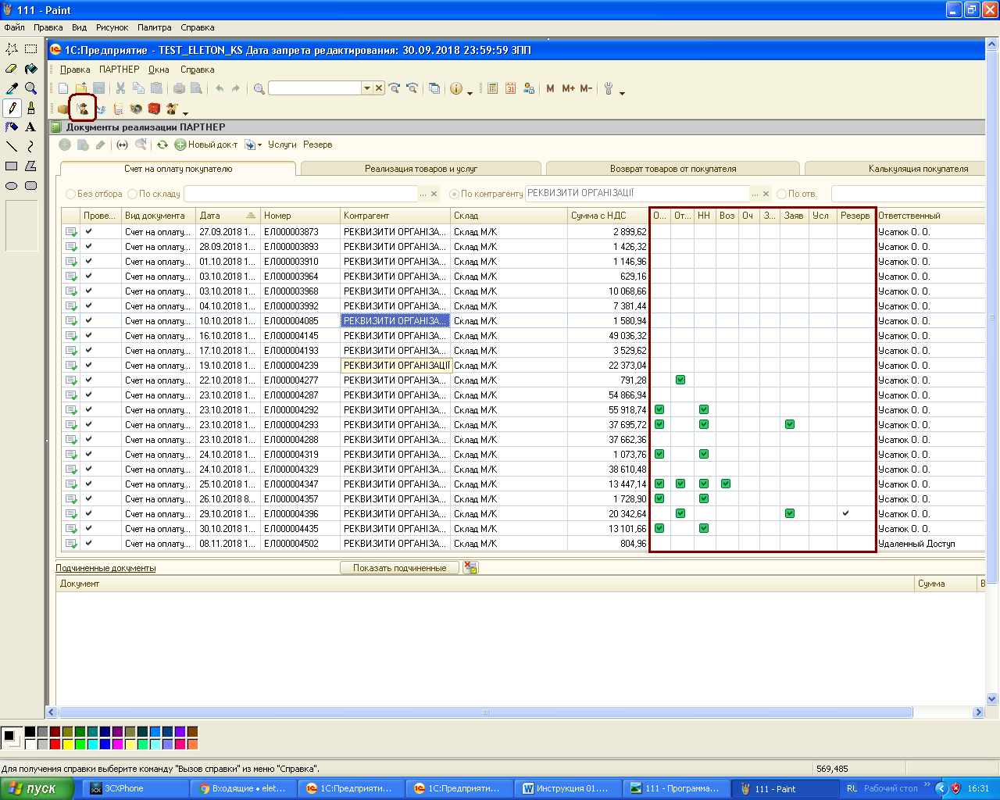 111 - Paint
Файл Правка Вид Рисунок Палитра Справка
1С:Предприятие - TEST_ELETON_KS Дата запрета редактирования: 30.09.2018 23:59:59 ЗПП
Правка ПАРТНЕР Окна Справка
M M+ M-
Документы реализации ПАРТНЕР
Новый док-т Услуги Резерв
Счет на оплату покупателю Реализация товаров и услуг Возврат товаров от покупателя Калькуляция покупателя
Без отбора По складу ... По контрагенту РЕКВИЗИТИ ОРГАНІЗАЦІЇ ... По отв.
Прове... Вид документа Дата Номер Контрагент Склад Сумма с НДС О... От... НН Воз Оч З... Заяв Усл Резерв Ответственный
Счет на оплату... 27.09.2018 1... ЕЛ000003873 РЕКВИЗИТИ ОРГАНІЗА... Склад М/К 2 899,62 Усатюк О. О.
Счет на оплату... 28.09.2018 1... ЕЛ000003893 РЕКВИЗИТИ ОРГАНІЗА... Склад М/К 1 426,32 Усатюк О. О.
Счет на оплату... 01.10.2018 1... ЕЛ000003910 РЕКВИЗИТИ ОРГАНІЗА... Склад М/К 1 146,96 Усатюк О. О.
Счет на оплату... 03.10.2018 1... ЕЛ000003964 РЕКВИЗИТИ ОРГАНІЗА... Склад М/К 629,16 Усатюк О. О.
Счет на оплату... 03.10.2018 1... ЕЛ000003968 РЕКВИЗИТИ ОРГАНІЗА... Склад М/К 10 068,66 Усатюк О. О.
Счет на оплату... 04.10.2018 1... ЕЛ000003992 РЕКВИЗИТИ ОРГАНІЗА... Склад М/К 7 381,44 Усатюк О. О.
Счет на оплату... 10.10.2018 1... ЕЛ000004085 РЕКВИЗИТИ ОРГАНІЗА... Склад М/К 1 580,94 Усатюк О. О.
Счет на оплату... 16.10.2018 1... ЕЛ000004145 РЕКВИЗИТИ ОРГАНІЗА... Склад М/К 49 036,32 Усатюк О. О.
Счет на оплату... 17.10.2018 1... ЕЛ000004193 РЕКВИЗИТИ ОРГАНІЗА... Склад М/К 3 529,62 Усатюк О. О.
Счет на оплату... 19.10.2018 1... ЕЛ000004239 РЕКВИЗИТИ ОРГАНІЗАЦІЇ Склад М/К 22 373,04 Усатюк О. О.
Счет на оплату... 22.10.2018 1... ЕЛ000004277 РЕКВИЗИТИ ОРГАНІЗА... Склад М/К 791,28 Усатюк О. О.
Счет на оплату... 23.10.2018 1... ЕЛ000004287 РЕКВИЗИТИ ОРГАНІЗА... Склад М/К 54 866,94 Усатюк О. О.
Счет на оплату... 23.10.2018 1... ЕЛ000004292 РЕКВИЗИТИ ОРГАНІЗА... Склад М/К 55 918,74 Усатюк О. О.
Счет на оплату... 23.10.2018 1... ЕЛ000004293 РЕКВИЗИТИ ОРГАНІЗА... Склад М/К 37 695,72 Усатюк О. О.
Счет на оплату... 23.10.2018 1... ЕЛ000004288 РЕКВИЗИТИ ОРГАНІЗА... Склад М/К 37 662,36 Усатюк О. О.
Счет на оплату... 24.10.2018 1... ЕЛ000004319 РЕКВИЗИТИ ОРГАНІЗА... Склад М/К 1 073,76 Усатюк О. О.
Счет на оплату... 24.10.2018 1... ЕЛ000004329 РЕКВИЗИТИ ОРГАНІЗА... Склад М/К 38 610,48 Усатюк О. О.
Счет на оплату... 25.10.2018 1... ЕЛ000004347 РЕКВИЗИТИ ОРГАНІЗА... Склад М/К 13 447,14 Усатюк О. О.
Счет на оплату... 26.10.2018 8... ЕЛ000004357 РЕКВИЗИТИ ОРГАНІЗА... Склад М/К 1 728,90 Усатюк О. О.
Счет на оплату... 29.10.2018 1... ЕЛ000004396 РЕКВИЗИТИ ОРГАНІЗА... Склад М/К 20 342,64 Усатюк О. О.
Счет на оплату... 30.10.2018 1... ЕЛ000004435 РЕКВИЗИТИ ОРГАНІЗА... Склад М/К 13 101,66 Усатюк О. О.
Счет на оплату... 08.11.2018 1... ЕЛ000004502 РЕКВИЗИТИ ОРГАНІЗА... Склад М/К 804,96 Удаленный Доступ
Подчиненные документы Показать подчиненные
Документ Сумма В
Для получения справки выберите команду "Вызов справки" из меню "Справка". 569,485
пуск 3CXPhone Входящие • elet... 1С:Предприяти... 1С:Предприяти... Инструкция 01.... 111 - Программа... 111 - Paint RL Рабочий стол 16:31